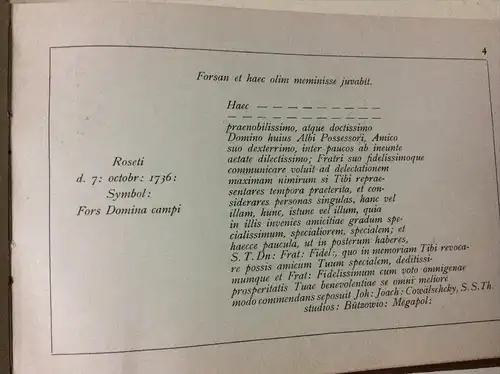 4
Forsan et haec olim meminisse juvabit.
Haec — — — — — — — —
— — — — — — — — — —
praenobilissimo, atque doctissimo
Domino huius Albi Possessori, Amico
suo dexterrimo, inter paucos ab ineunte
aetate dilectissimo; Fratri suo fidelissimoque
communicare voluit ad delectationem
maximam nimirum si Tibi reprae-
sentares tempora praeterita, et con-
siderares personas singulas, hanc vel
illam, hunc, istunc vel illum, quia
in illis invenies amicitiae gradum spe-
cialissimum, specialiorem, specialem; et
haecce paucula, ut in posterum haberes,
S. T. Dn: Frat: Fidel:, quo in memoriam Tibi revoca-
re possis amicum Tuum specialem, deditissi-
mumque et Frat: Fidelissimum cum voto omnigenae
prosperitatis Tuae benevolentiae se omni meliore
modo commendans seposuit Joh: Joach: Cowalschcky, S. S. Th.
studios: Bützowio: Megapol:
Roseti
d. 7: octobr: 1736:
Symbol:
Fors Domina campi